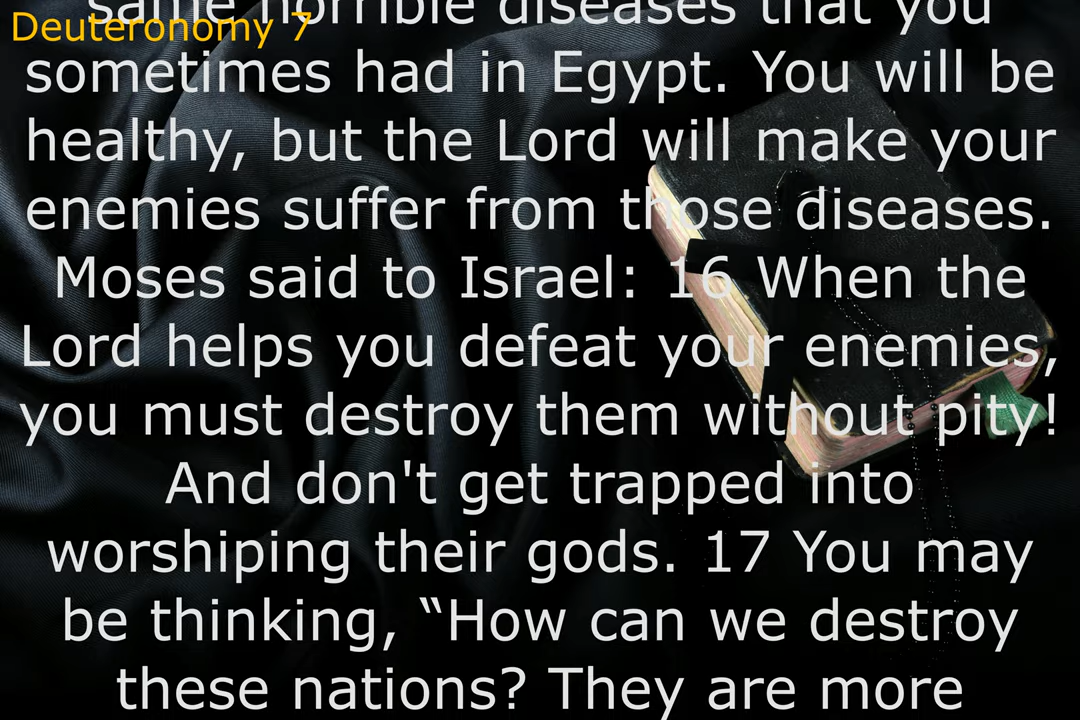 Deuteronomy 7
same horrible diseases that you
sometimes had in Egypt. You will be
healthy, but the Lord will make your
enemies suffer from those diseases.
Moses said to Israel: 16 When the
Lord helps you defeat your enemies,
you must destroy them without pity!
And don't get trapped into
worshiping their gods. 17 You may
be thinking, “How can we destroy
these nations? They are more